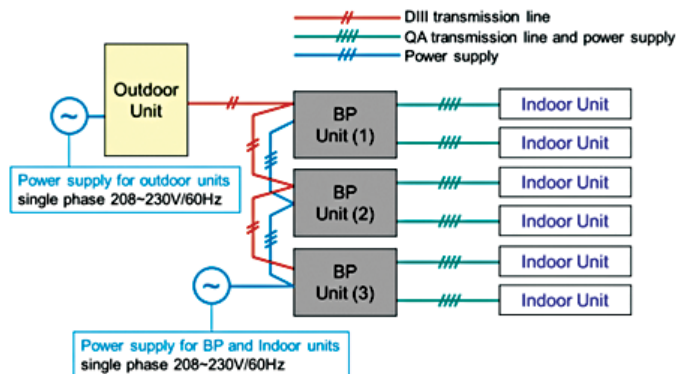 DIII transmission line
QA transmission line and power supply
Power supply
Outdoor
Unit
BP
Unit (1)
Indoor Unit
Indoor Unit
~
Power supply for outdoor units
single phase 208~230V/60Hz
BP
Unit (2)
Indoor Unit
Indoor Unit
BP
Unit (3)
Indoor Unit
Indoor Unit
~
Power supply for BP and Indoor units
single phase 208~230V/60Hz